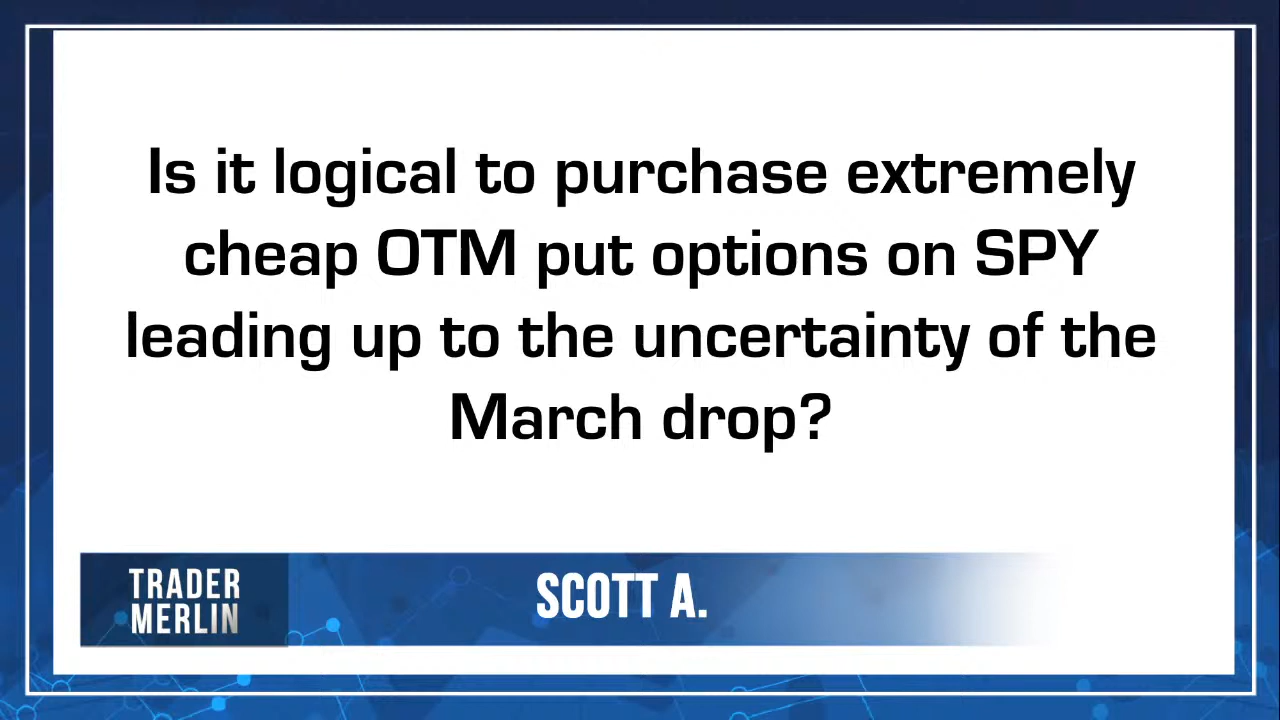 Is it logical to purchase extremely
cheap OTM put options on SPY
leading up to the uncertainty of the
March drop?
TRADER
MERLIN
SCOTT A.